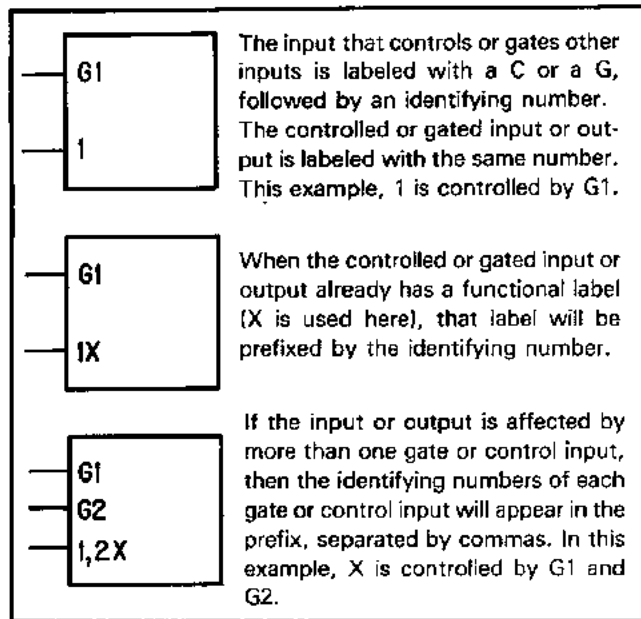 G1
1
The input that controls or gates other
inputs is labeled with a C or a G,
followed by an identifying number.
The controlled or gated input or out-
put is labeled with the same number.
This example, 1 is controlled by G1.
G1
1X
When the controlled or gated input or
output already has a functional label
(X is used here), that label will be
prefixed by the identifying number.
G1
G2
1,2X
If the input or output is affected by
more than one gate or control input,
then the identifying numbers of each
gate or control input will appear in the
prefix, separated by commas. In this
example, X is controlled by G1 and
G2.